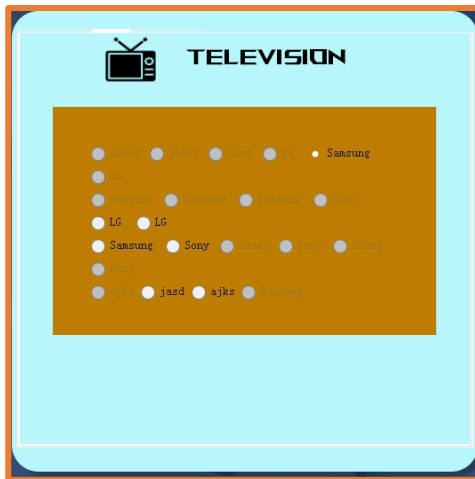 TELEVISION
Sharp Sharp Sony LG Samsung
LG
samsung Samsung Samsung Sony
LG LG
Samsung Sony Sharp Sony Sharp
Sony
ajks jasd ajks Samsung